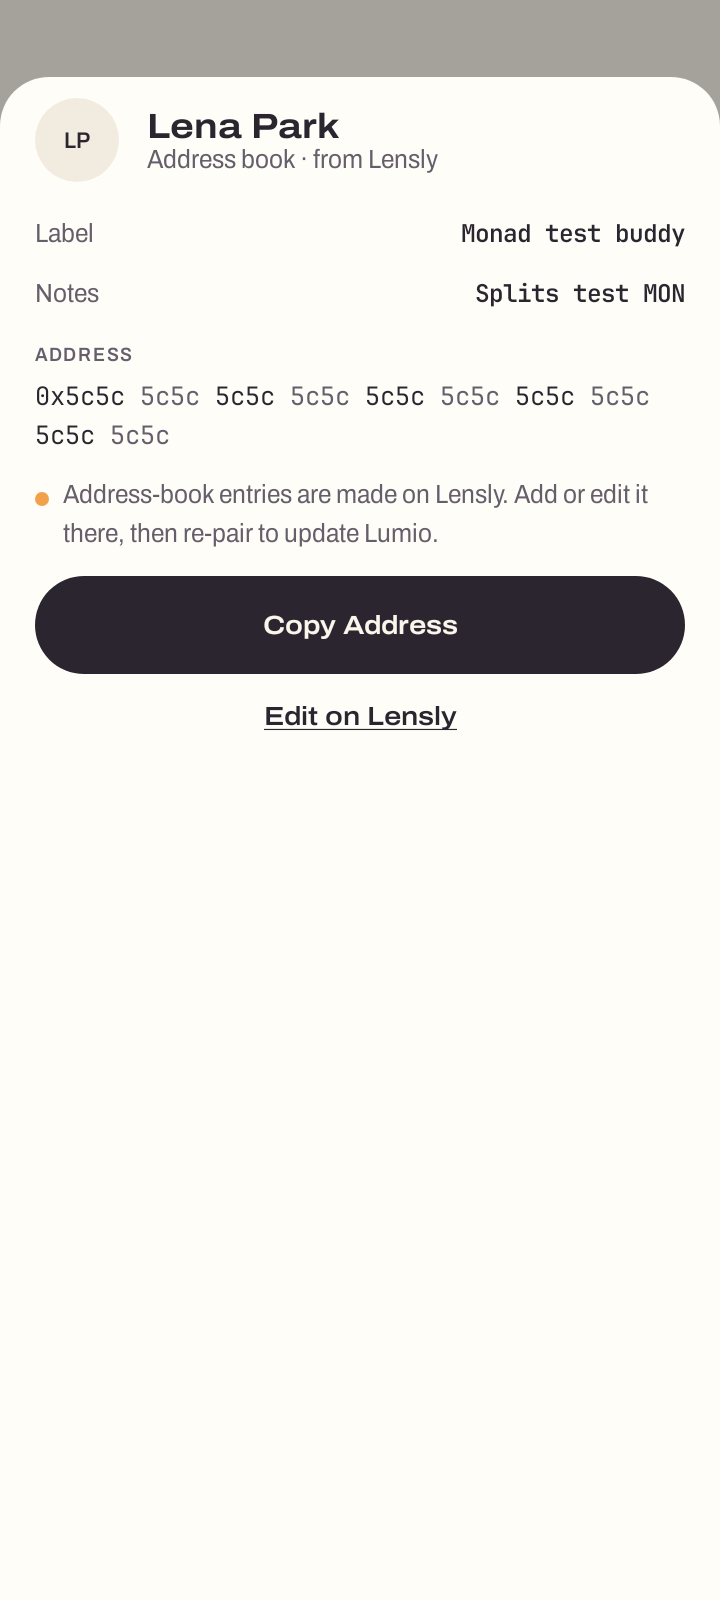 LP
Lena Park
Address book · from Lensly
Label Monad test buddy
Notes Splits test MON
ADDRESS
0x5c5c 5c5c 5c5c 5c5c 5c5c 5c5c 5c5c 5c5c
5c5c 5c5c
Address-book entries are made on Lensly. Add or edit it
there, then re-pair to update Lumio.
Copy Address
Edit on Lensly